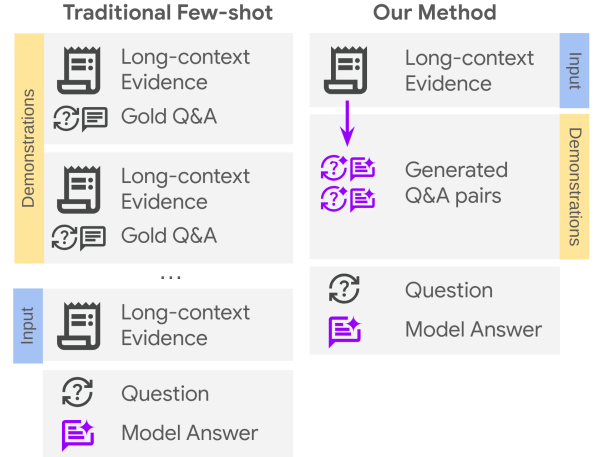 Traditional Few-shot
Demonstrations
Long-context
Evidence
Gold Q&A
Long-context
Evidence
Gold Q&A
...
Input
Long-context
Evidence
Question
Model Answer
Our Method
Long-context
Evidence
Input
Generated
Q&A pairs
Demonstrations
Question
Model Answer